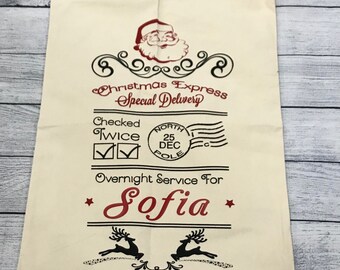 Christmas Express
Special Delivery
Checked
Twice
NORTH
25
DEC
POLE
Overnight Service For
Sofia